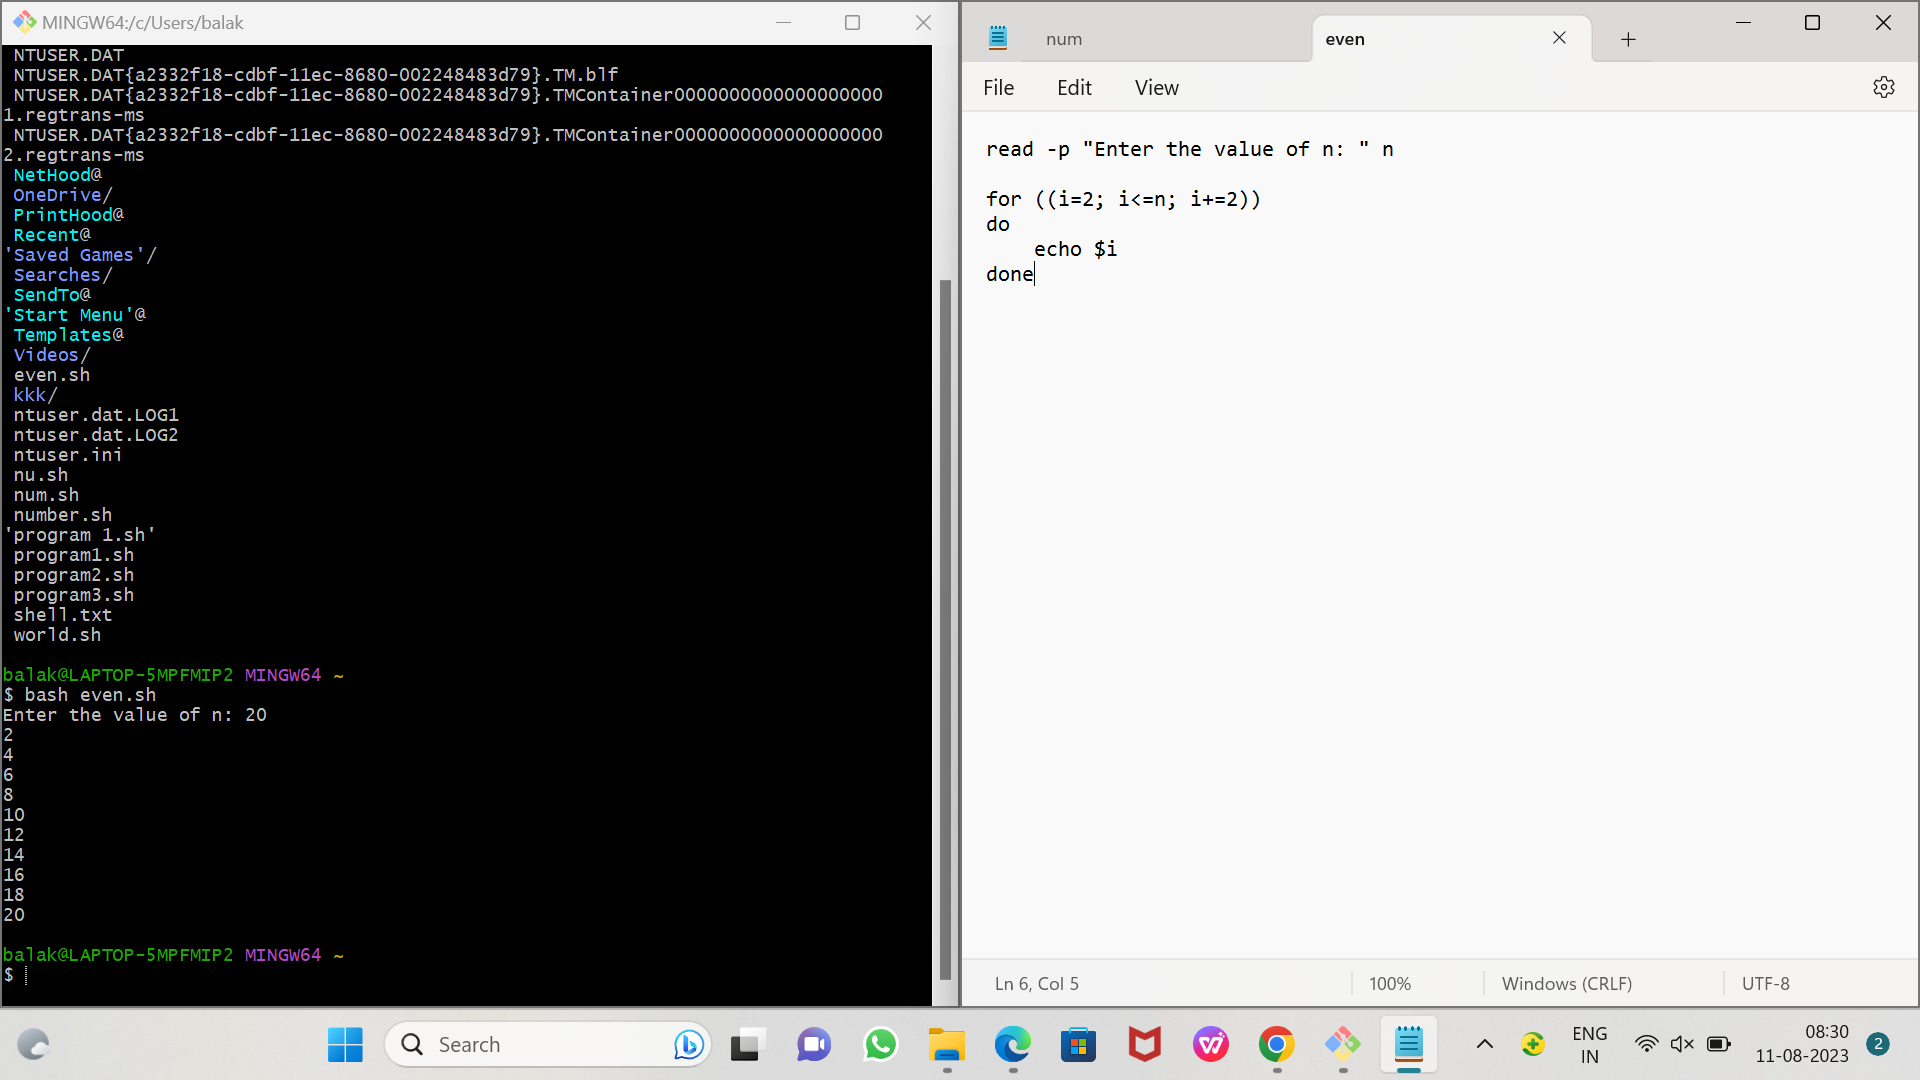 MINGW64:/c/Users/balak
NTUSER.DAT
NTUSER.DAT{a2332f18-cdbf-11ec-8680-002248483d79}.TM.blf
NTUSER.DAT{a2332f18-cdbf-11ec-8680-002248483d79}.TMContainer0000000000000000000
1.regtrans-ms
NTUSER.DAT{a2332f18-cdbf-11ec-8680-002248483d79}.TMContainer0000000000000000000
2.regtrans-ms
NetHood@
OneDrive/
PrintHood@
Recent@
'Saved Games'/
Searches/
SendTo@
'Start Menu'@
Templates@
Videos/
even.sh
kkk/
ntuser.dat.LOG1
ntuser.dat.LOG2
ntuser.ini
nu.sh
num.sh
number.sh
'program 1.sh'
program1.sh
program2.sh
program3.sh
shell.txt
world.sh
balak@LAPTOP-5MPFMIP2 MINGW64 ~
$ bash even.sh
Enter the value of n: 20
2
4
6
8
10
12
14
16
18
20
balak@LAPTOP-5MPFMIP2 MINGW64 ~
$
num
even
File Edit View
read -p "Enter the value of n: " n
for ((i=2; i<=n; i+=2))
do
    echo $i
done
Ln 6, Col 5
100%
Windows (CRLF)
UTF-8
Search
ENG
IN
08:30
11-08-2023
2